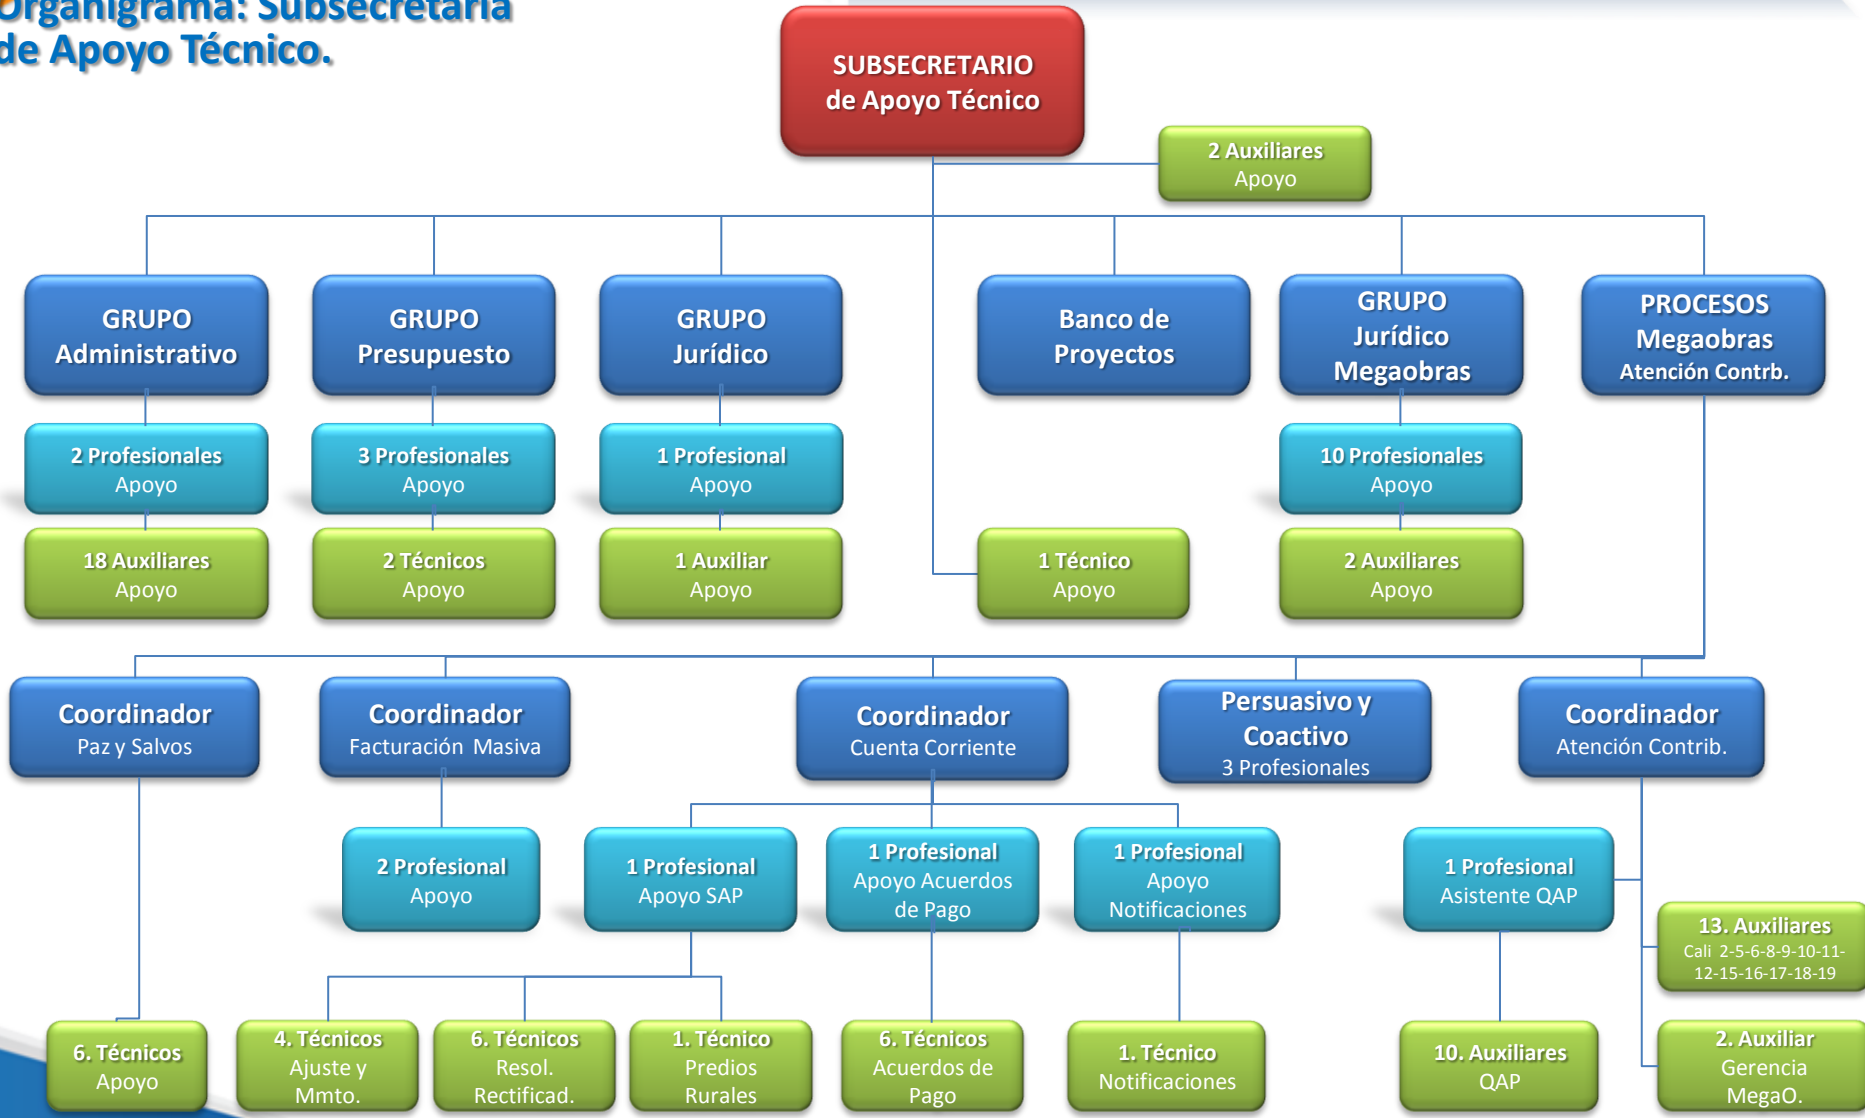 Organigrama: Subsecretaria
de Apoyo Técnico.
SUBSECRETARIO
de Apoyo Técnico
2 Auxiliares
Apoyo
GRUPO
Administrativo
GRUPO
Presupuesto
GRUPO
Jurídico
Banco de
Proyectos
GRUPO
Jurídico
Megaobras
PROCESOS
Megaobras
Atención Contrb.
2 Profesionales
Apoyo
3 Profesionales
Apoyo
1 Profesional
Apoyo
10 Profesionales
Apoyo
18 Auxiliares
Apoyo
2 Técnicos
Apoyo
1 Auxiliar
Apoyo
1 Técnico
Apoyo
2 Auxiliares
Apoyo
Coordinador
Paz y Salvos
Coordinador
Facturación Masiva
Coordinador
Cuenta Corriente
Persuasivo y
Coactivo
3 Profesionales
Coordinador
Atención Contrib.
2 Profesional
Apoyo
1 Profesional
Apoyo SAP
1 Profesional
Apoyo Acuerdos
de Pago
1 Profesional
Apoyo
Notificaciones
1 Profesional
Asistente QAP
13. Auxiliares
Cali 2-5-6-8-9-10-11-
12-15-16-17-18-19
6. Técnicos
Apoyo
4. Técnicos
Ajuste y
Mmto.
6. Técnicos
Resol.
Rectificad.
1. Técnico
Predios
Rurales
6. Técnicos
Acuerdos de
Pago
1. Técnico
Notificaciones
10. Auxiliares
QAP
2. Auxiliar
Gerencia
MegaO.